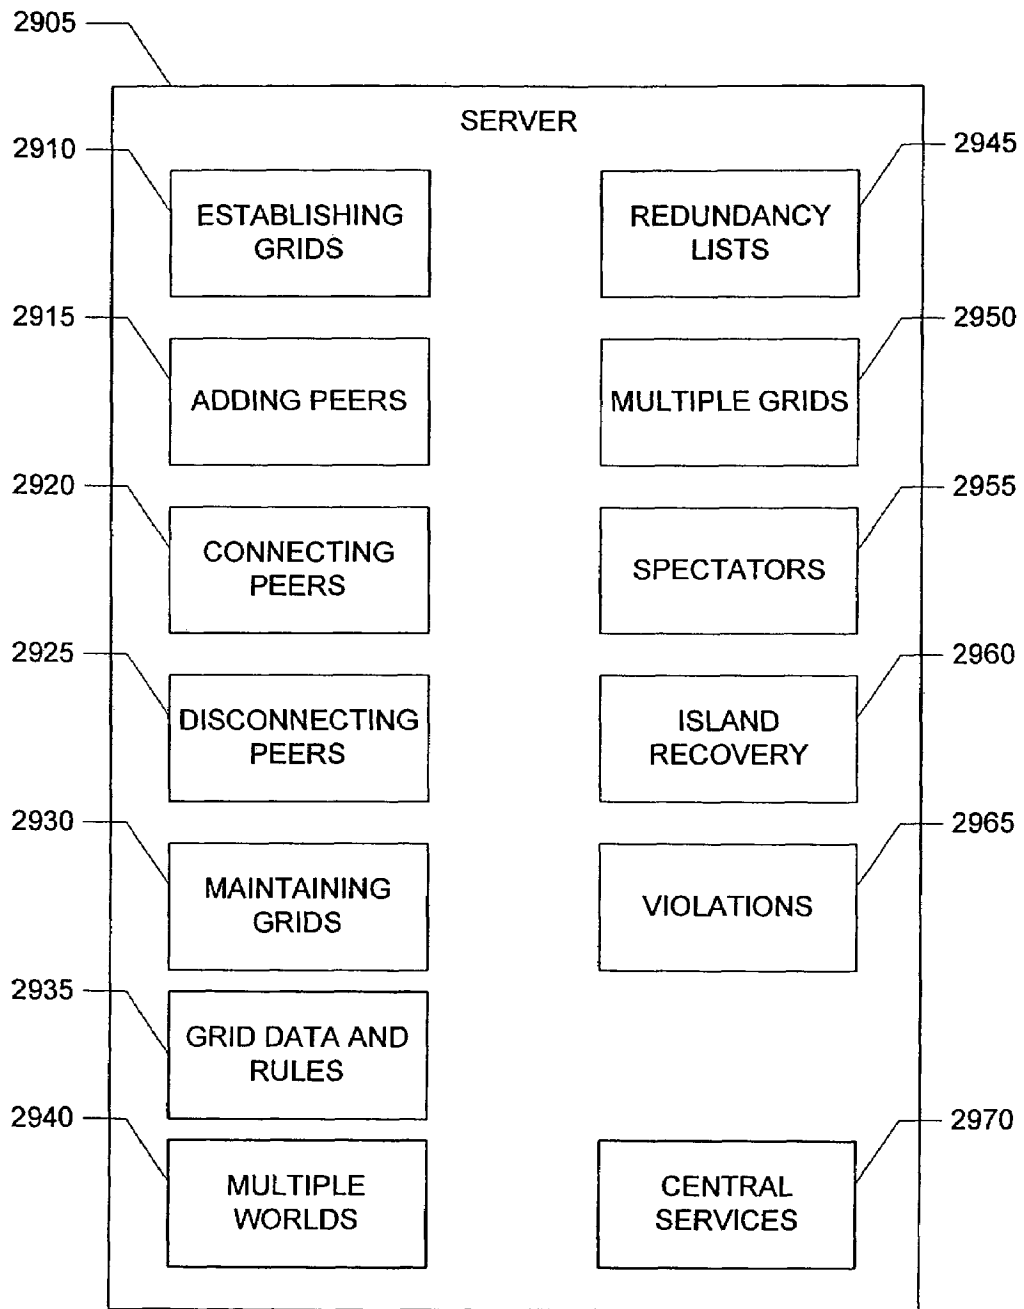 2905
SERVER
2910
ESTABLISHING
GRIDS
2915
ADDING PEERS
2920
CONNECTING
PEERS
2925
DISCONNECTING
PEERS
2930
MAINTAINING
GRIDS
2935
GRID DATA AND
RULES
2940
MULTIPLE
WORLDS
2945
REDUNDANCY
LISTS
2950
MULTIPLE GRIDS
2955
SPECTATORS
2960
ISLAND
RECOVERY
2965
VIOLATIONS
2970
CENTRAL
SERVICES